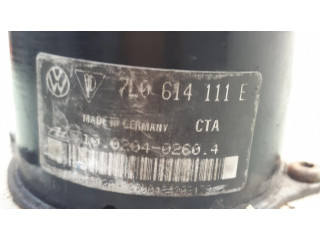 7L0 614 111 E
MADE IN GERMANY CTA
10.0204-0260.4